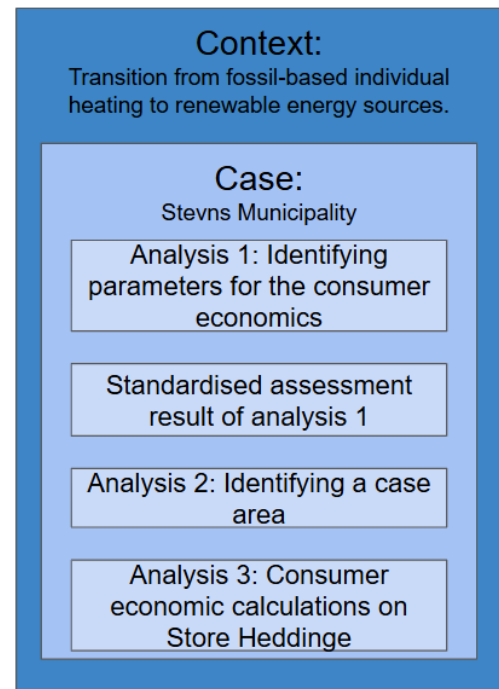 Context:
Transition from fossil-based individual
heating to renewable energy sources.
Case:
Stevns Municipality
Analysis 1: Identifying
parameters for the consumer
economics
Standardised assessment
result of analysis 1
Analysis 2: Identifying a case
area
Analysis 3: Consumer
economic calculations on
Store Heddinge